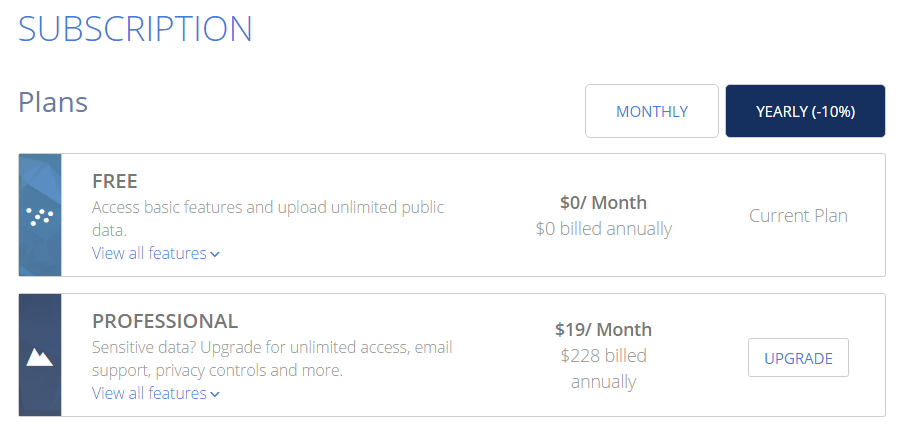 SUBSCRIPTION
Plans
MONTHLY
YEARLY (-10%)
FREE
Access basic features and upload unlimited public
data.
View all features
$0/ Month
$0 billed annually
Current Plan
PROFESSIONAL
Sensitive data? Upgrade for unlimited access, email
support, privacy controls and more.
View all features
$19/ Month
$228 billed
annually
UPGRADE